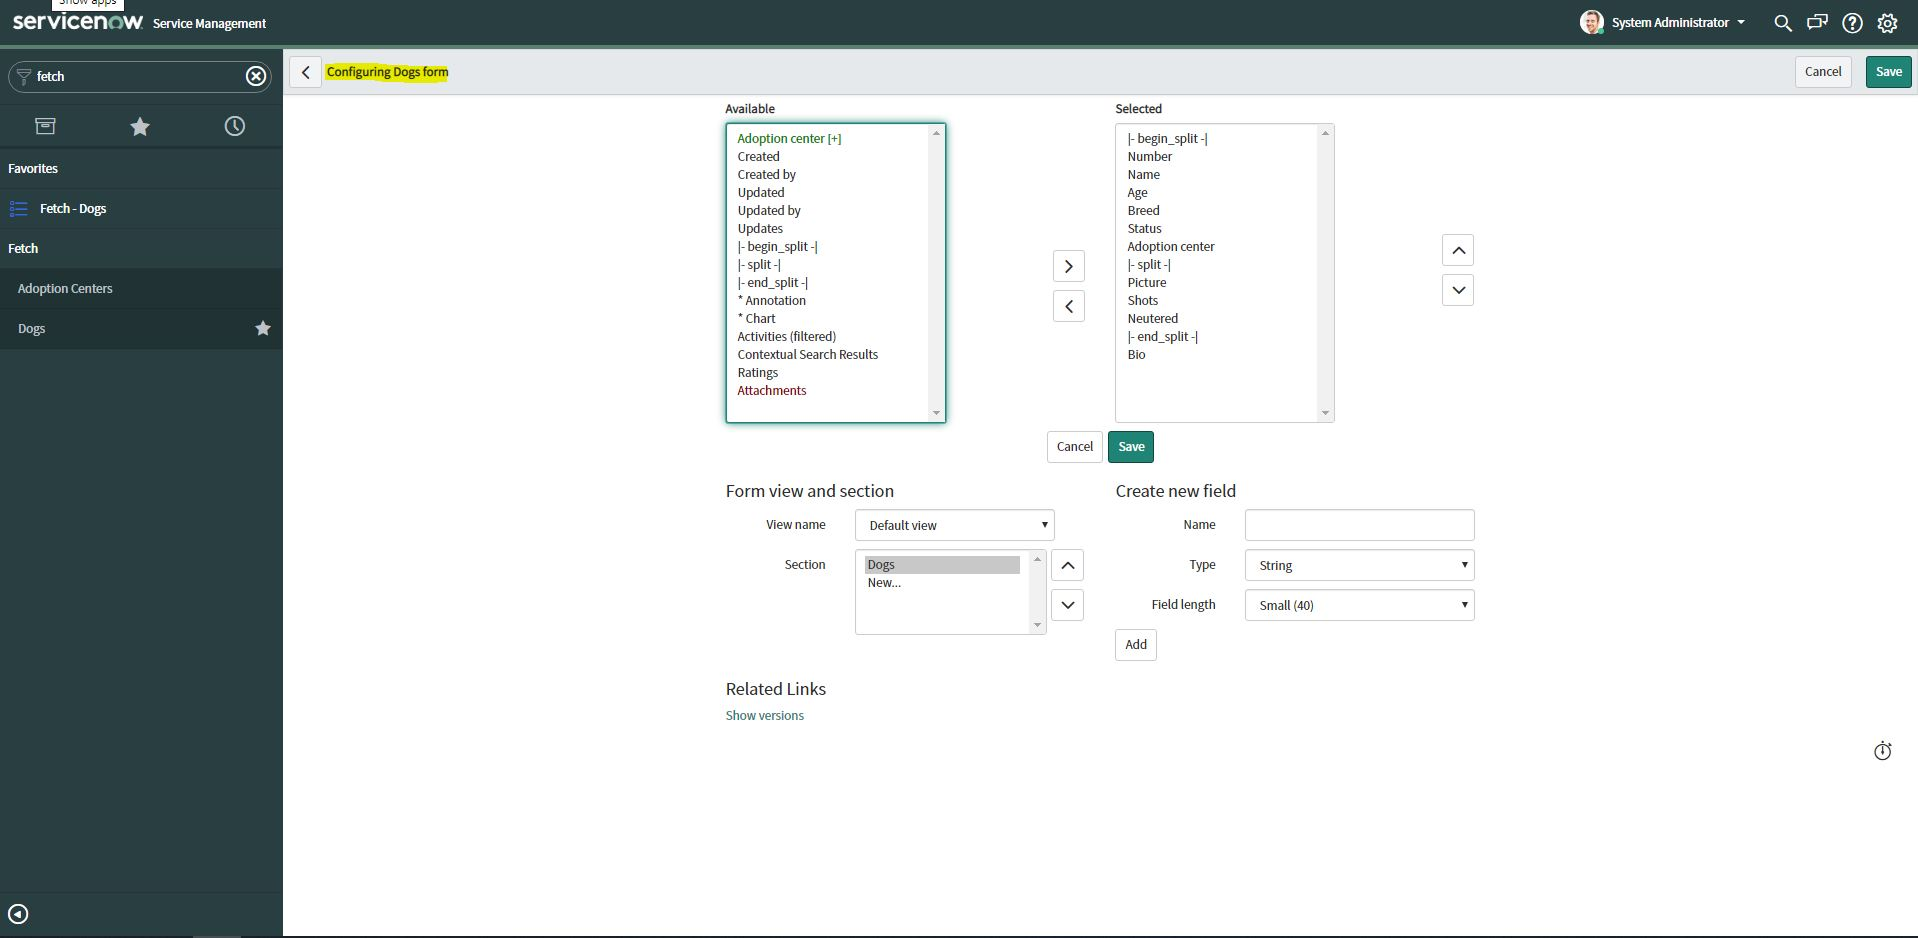 Show apps
servicenow Service Management
System Administrator
fetch
Favorites
Fetch - Dogs
Fetch
Adoption Centers
Dogs
Configuring Dogs form
Cancel
Save
Available
Adoption center [+]
Created
Created by
Updated
Updated by
Updates
|- begin_split -|
|- split -|
|- end_split -|
* Annotation
* Chart
Activities (filtered)
Contextual Search Results
Ratings
Attachments
Selected
|- begin_split -|
Number
Name
Age
Breed
Status
Adoption center
|- split -|
Picture
Shots
Neutered
|- end_split -|
Bio
Cancel
Save
Form view and section
View name
Default view
Section
Dogs
New...
Create new field
Name
Type
String
Field length
Small (40)
Add
Related Links
Show versions